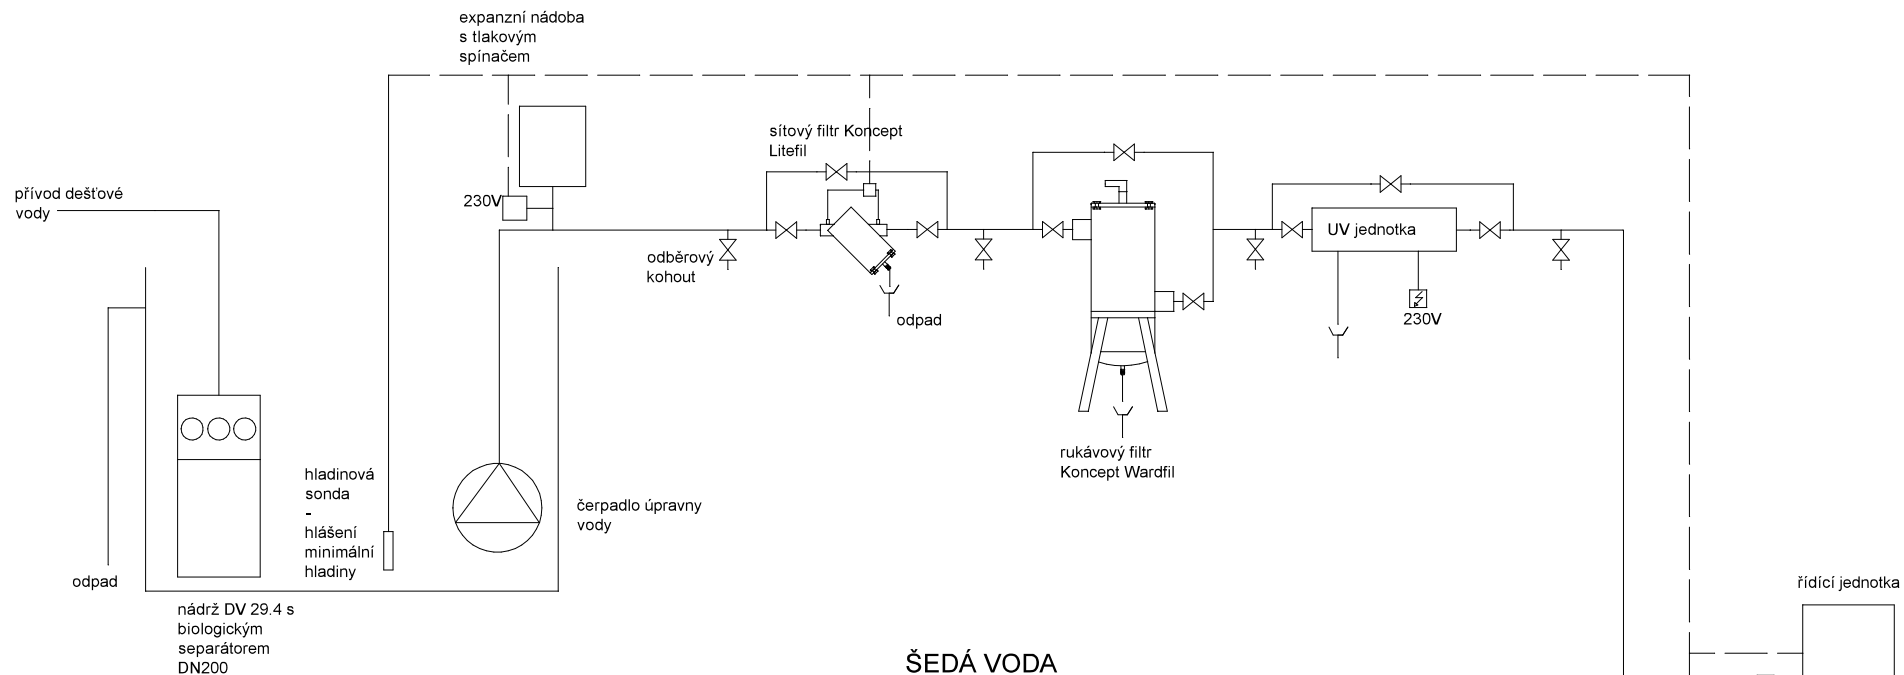 expanzní nádoba
s tlakovým
spínačem
sítový filtr Koncept
Litefil
přívod dešťové
vody
230V
UV jednotka
odběrový
kohout
odpad
230V
rukávový filtr
Koncept Wardfil
hladinová
sonda
-
hlášení
minimální
hladiny
čerpadlo úpravny
vody
odpad
řídící jednotka
nádrž DV 29.4 s
biologickým
separátorem
DN200
ŠEDÁ VODA